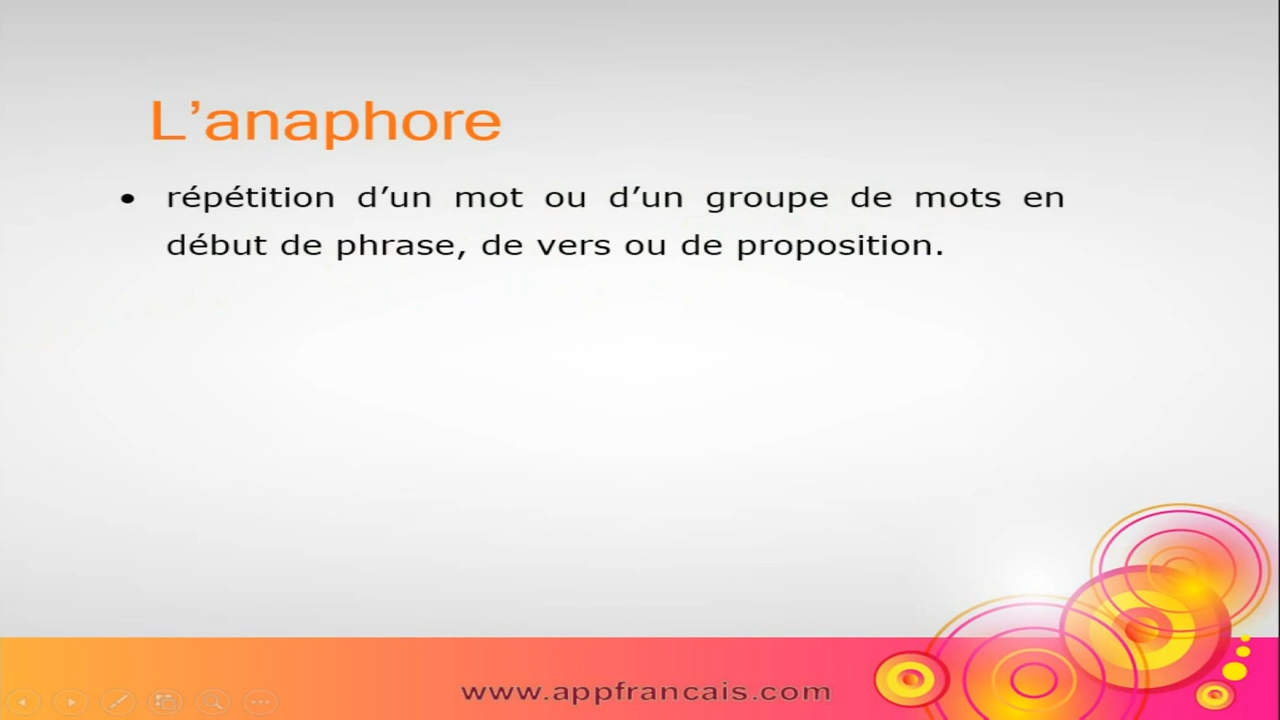 L’anaphore
• répétition d’un mot ou d’un groupe de mots en
début de phrase, de vers ou de proposition.
www.appfrancais.com